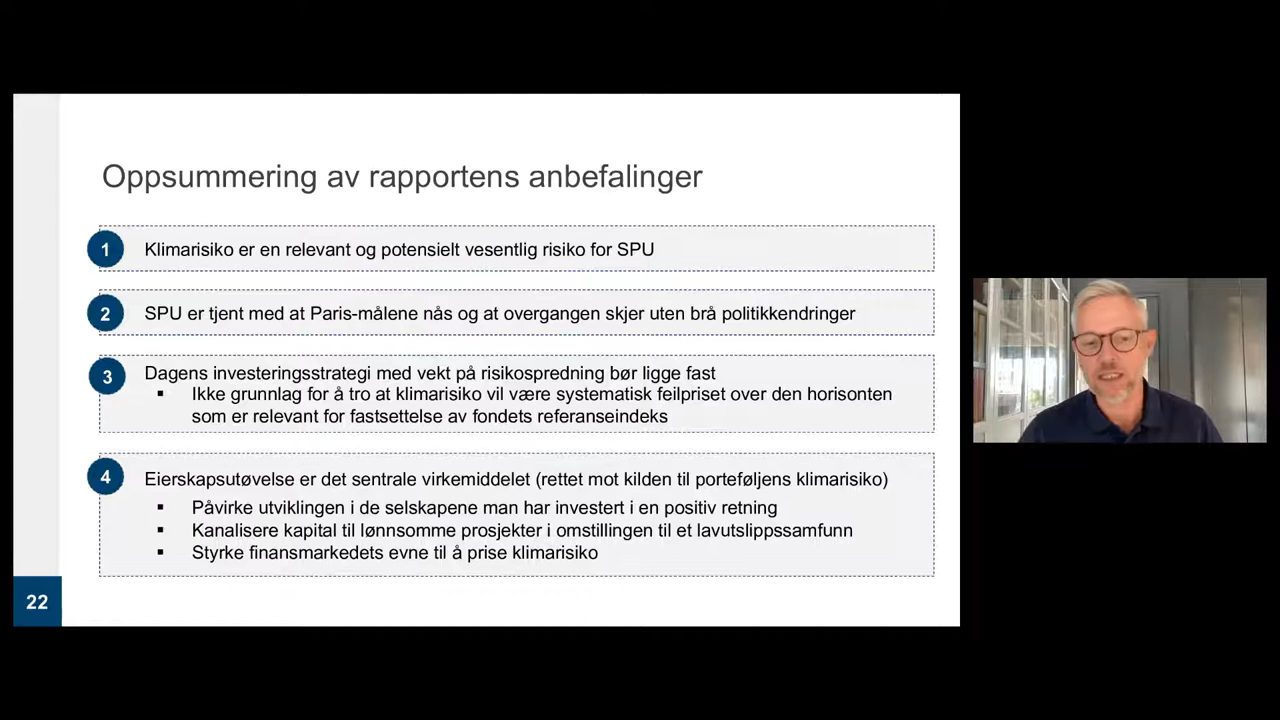 Oppsummering av rapportens anbefalinger
1
Klimarisiko er en relevant og potensielt vesentlig risiko for SPU
2
SPU er tjent med at Paris-målene nås og at overgangen skjer uten brå politikkendringer
3
Dagens investeringsstrategi med vekt på risikospredning bør ligge fast
▪ Ikke grunnlag for å tro at klimarisiko vil være systematisk feilpriset over den horisonten
som er relevant for fastsettelse av fondets referanseindeks
4
Eierskapsutøvelse er det sentrale virkemiddelet (rettet mot kilden til porteføljens klimarisiko)
▪ Påvirke utviklingen i de selskapene man har investert i en positiv retning
▪ Kanalisere kapital til lønnsomme prosjekter i omstillingen til et lavutslippssamfunn
▪ Styrke finansmarkedets evne til å prise klimarisiko
22